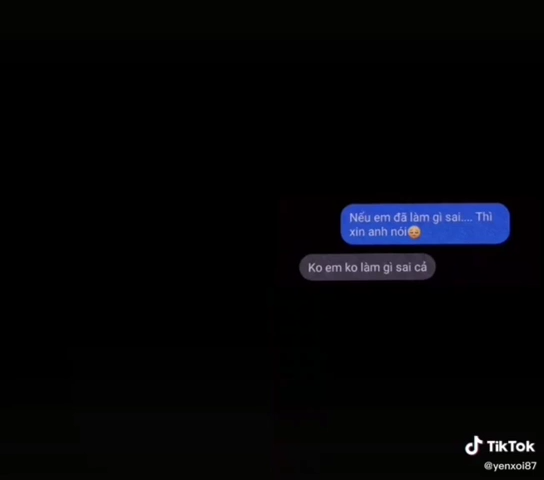 Nếu em đã làm gì sai.... Thì
xin anh nói😔
Ko em ko làm gì sai cả
TikTok
@yenxoi87